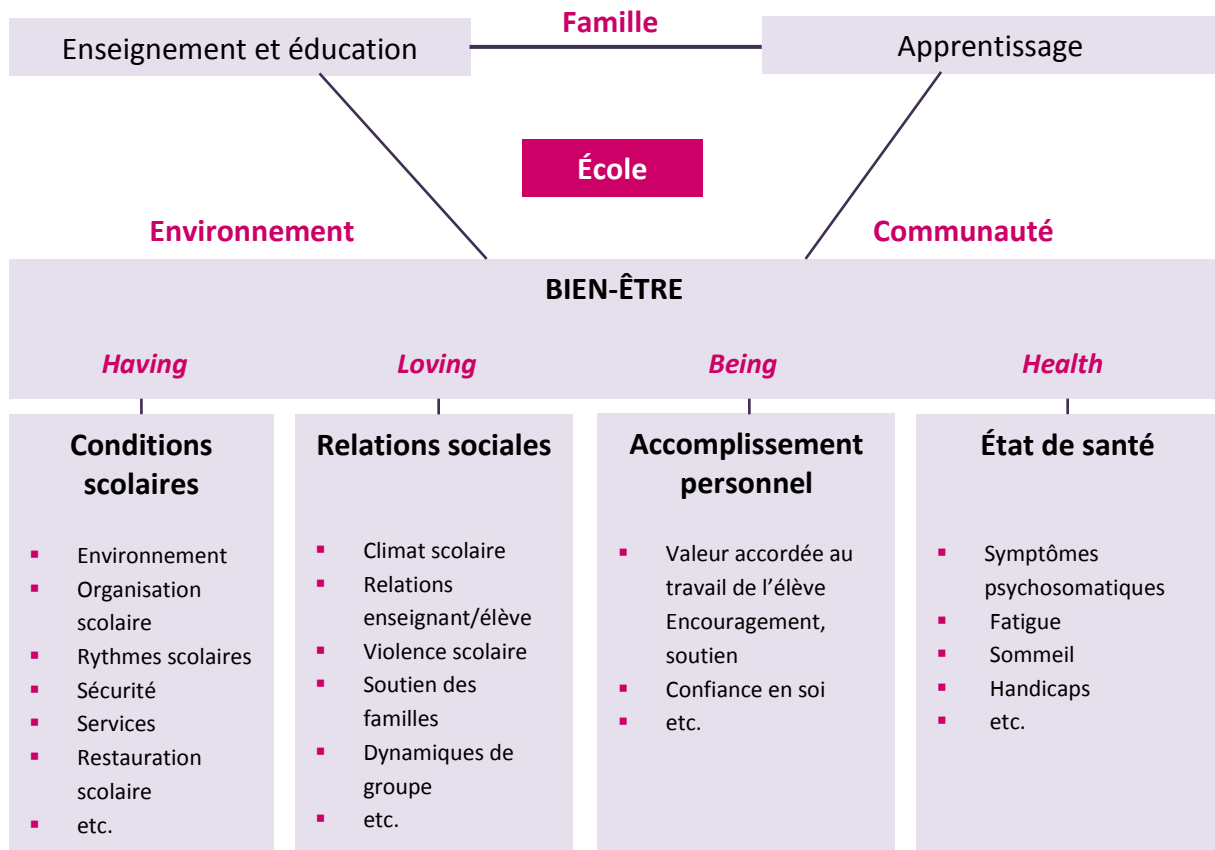 Famille
Enseignement et éducation
Apprentissage
École
Environnement
Communauté
BIEN-ÊTRE
Having
Loving
Being
Health
Conditions
scolaires
▪ Environnement
▪ Organisation
scolaire
▪ Rythmes scolaires
▪ Sécurité
▪ Services
▪ Restauration
scolaire
▪ etc.
Relations sociales
▪ Climat scolaire
▪ Relations
enseignant/élève
▪ Violence scolaire
▪ Soutien des
familles
▪ Dynamiques de
groupe
▪ etc.
Accomplissement
personnel
▪ Valeur accordée au
travail de l’élève
Encouragement,
soutien
▪ Confiance en soi
▪ etc.
État de santé
▪ Symptômes
psychosomatiques
▪ Fatigue
▪ Sommeil
▪ Handicaps
▪ etc.